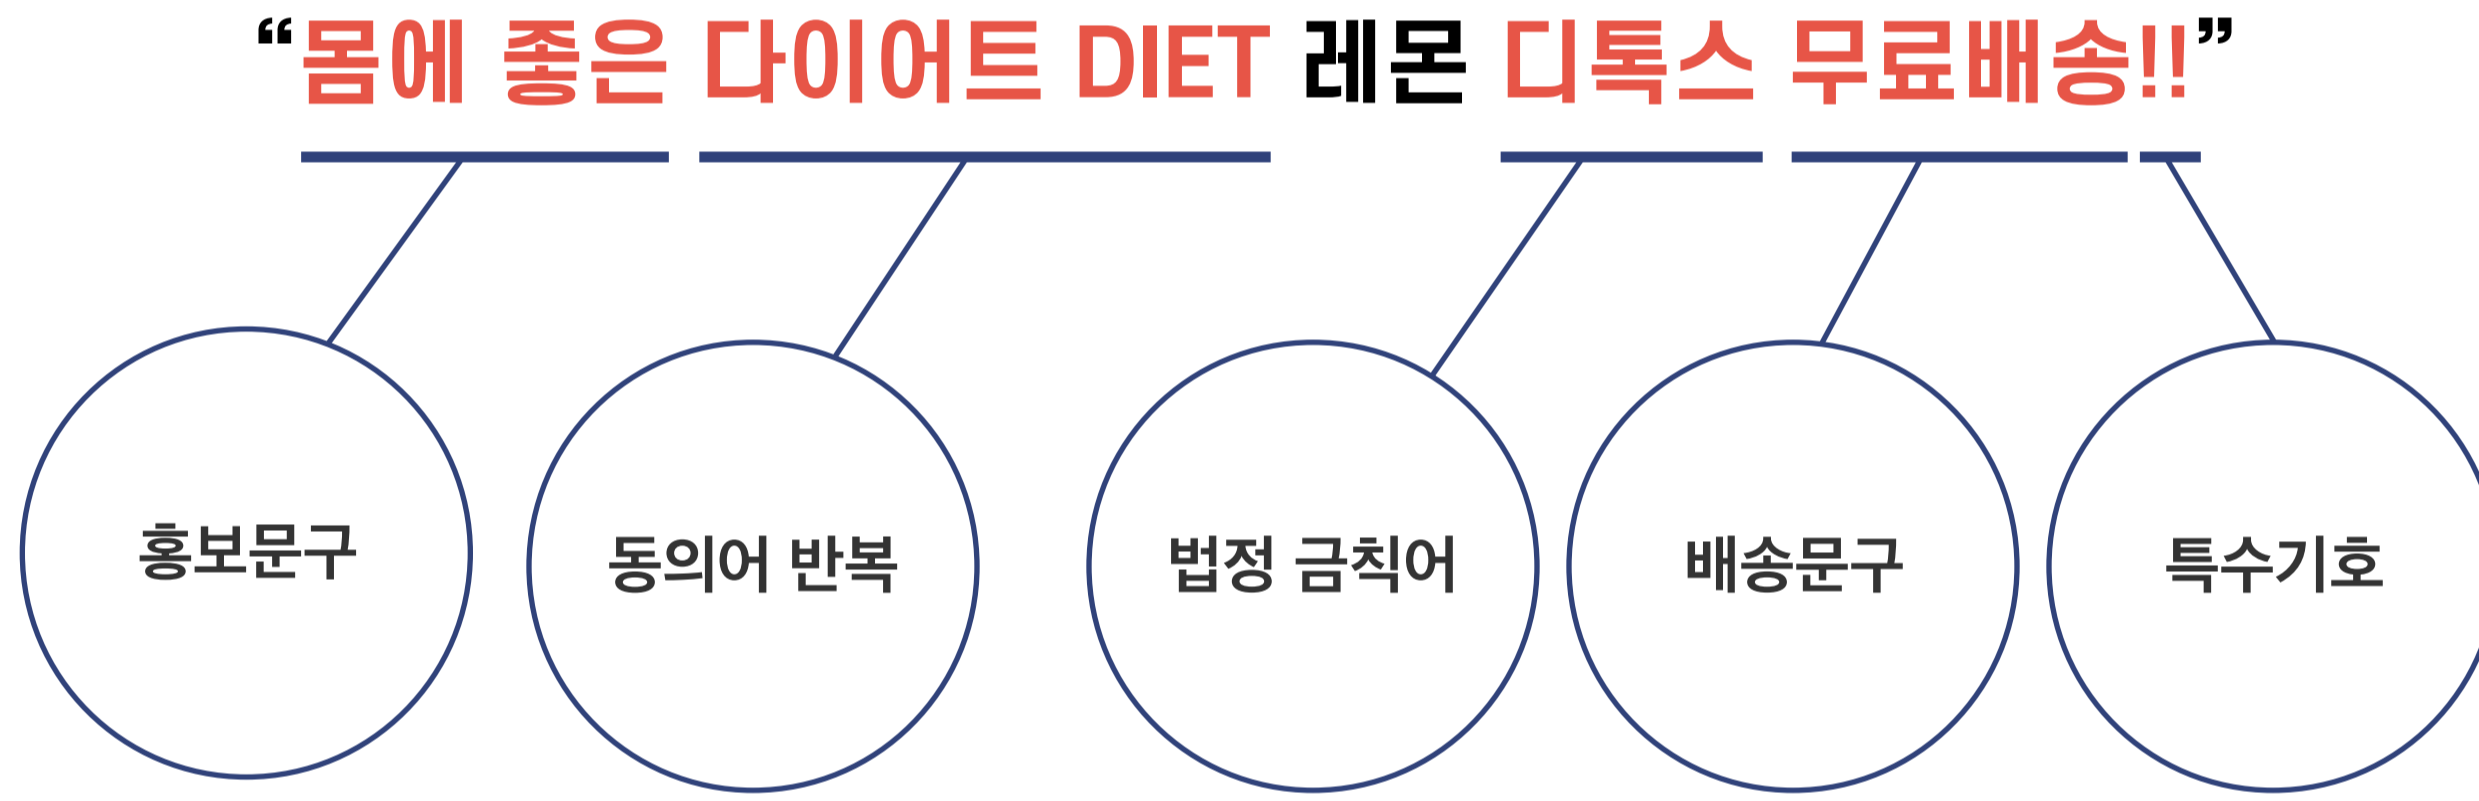 “몸에 좋은 다이어트 DIET 레몬 디톡스 무료배송!!”
홍보문구
동의어 반복
법정 금칙어
배송문구
특수기호